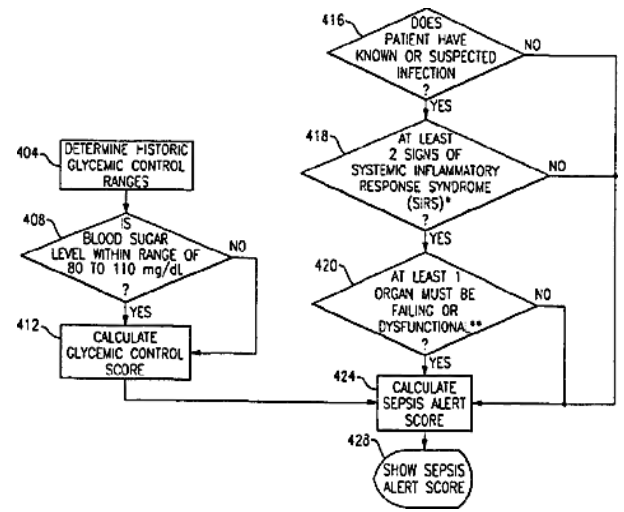 404
DETERMINE HISTORIC
GLYCEMIC CONTROL
RANGES
408
IS
BLOOD SUGAR
LEVEL WITHIN RANGE OF
80 TO 110 mg/dL
?
NO
YES
412
CALCULATE
GLYCEMIC CONTROL
SCORE
416
DOES
PATIENT HAVE
KNOWN OR SUSPECTED
INFECTION
?
NO
YES
418
AT LEAST
2 SIGNS OF
SYSTEMIC INFLAMMATORY
RESPONSE SYNDROME
(SIRS)*
?
NO
YES
420
AT LEAST 1
ORGAN MUST BE
FAILING OR
DYSFUNCTIONA.**
?
NO
YES
424
CALCULATE
SEPSIS ALERT
SCORE
428
SHOW SEPSIS
ALERT SCORE